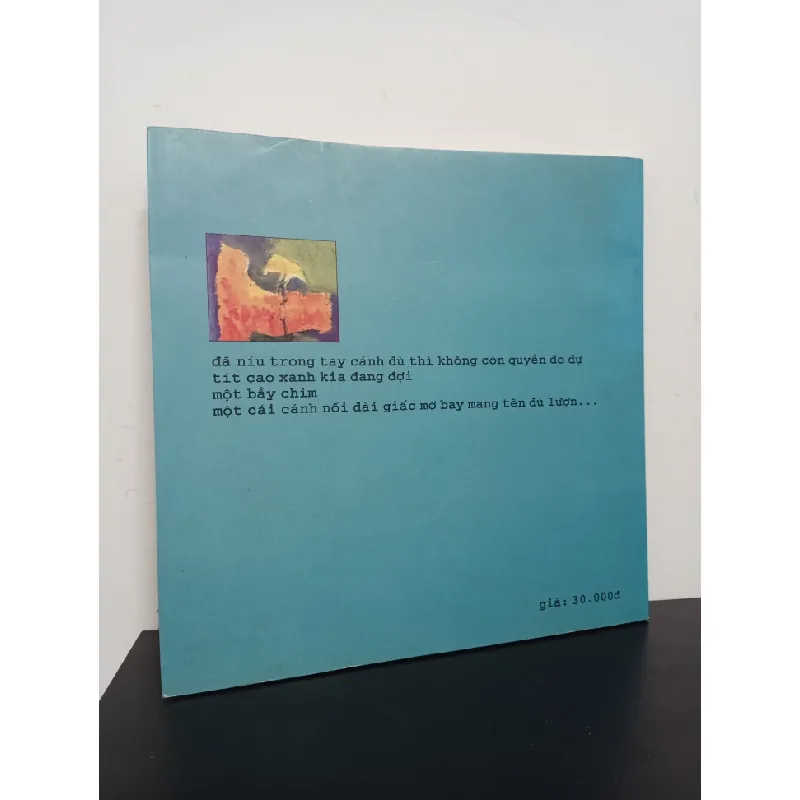 đã níu trong tay cánh dù thì không còn quyền do dự
tít cao xanh kia đang đợi
một bầy chim
một cái cánh nối dài giấc mơ bay mang tên du lượn...
giá: 30.000đ